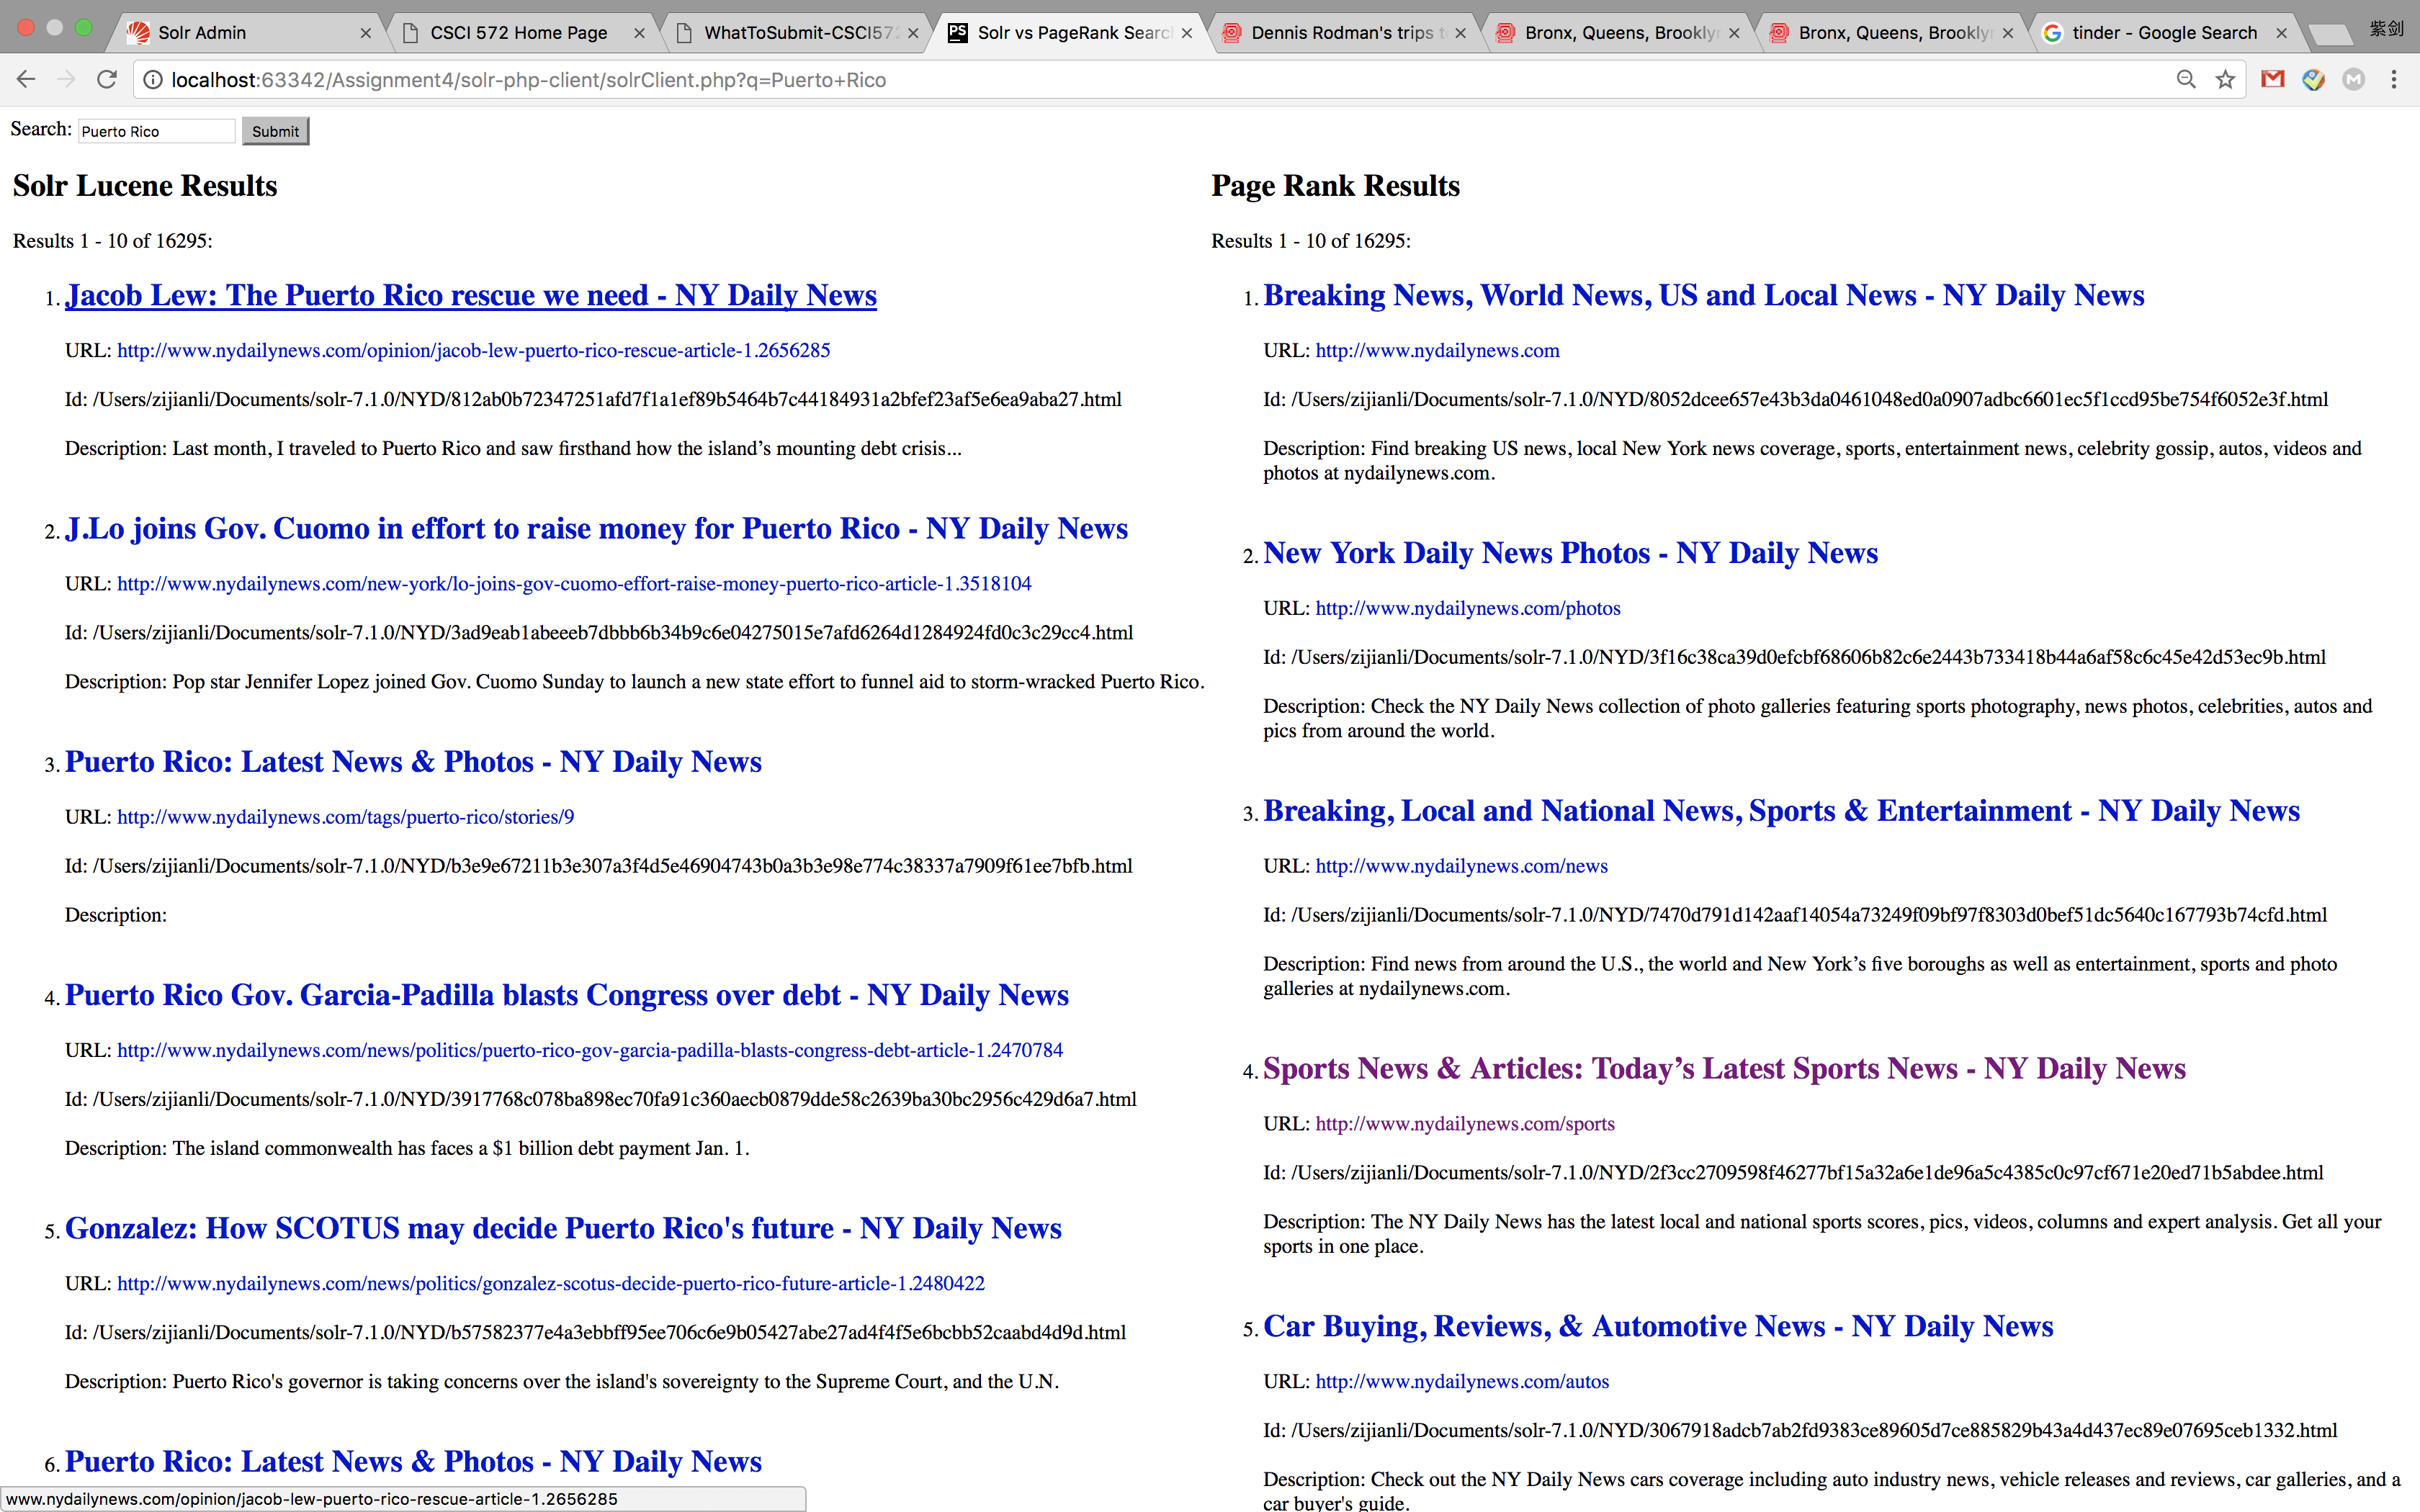 Solr Admin
CSCI 572 Home Page
WhatToSubmit-CSCI572
Solr vs PageRank Searc
Dennis Rodman's trips t
Bronx, Queens, Brooklyn
Bronx, Queens, Brooklyn
tinder - Google Search
紫剑
localhost:63342/Assignment4/solr-php-client/solrClient.php?q=Puerto+Rico
Search: Puerto Rico Submit
Solr Lucene Results
Results 1 - 10 of 16295:
1. Jacob Lew: The Puerto Rico rescue we need - NY Daily News
URL: http://www.nydailynews.com/opinion/jacob-lew-puerto-rico-rescue-article-1.2656285
Id: /Users/zijianli/Documents/solr-7.1.0/NYD/812ab0b72347251afd7f1a1ef89b5464b7c44184931a2bfef23af5e6ea9aba27.html
Description: Last month, I traveled to Puerto Rico and saw firsthand how the island’s mounting debt crisis...
2. J.Lo joins Gov. Cuomo in effort to raise money for Puerto Rico - NY Daily News
URL: http://www.nydailynews.com/new-york/lo-joins-gov-cuomo-effort-raise-money-puerto-rico-article-1.3518104
Id: /Users/zijianli/Documents/solr-7.1.0/NYD/3ad9eab1abeeeb7dbbb6b34b9c6e04275015e7afd6264d1284924fd0c3c29cc4.html
Description: Pop star Jennifer Lopez joined Gov. Cuomo Sunday to launch a new state effort to funnel aid to storm-wracked Puerto Rico.
3. Puerto Rico: Latest News & Photos - NY Daily News
URL: http://www.nydailynews.com/tags/puerto-rico/stories/9
Id: /Users/zijianli/Documents/solr-7.1.0/NYD/b3e9e67211b3e307a3f4d5e46904743b0a3b3e98e774c38337a7909f61ee7bfb.html
Description:
4. Puerto Rico Gov. Garcia-Padilla blasts Congress over debt - NY Daily News
URL: http://www.nydailynews.com/news/politics/puerto-rico-gov-garcia-padilla-blasts-congress-debt-article-1.2470784
Id: /Users/zijianli/Documents/solr-7.1.0/NYD/3917768c078ba898ec70fa91c360aecb0879dde58c2639ba30bc2956c429d6a7.html
Description: The island commonwealth has faces a $1 billion debt payment Jan. 1.
5. Gonzalez: How SCOTUS may decide Puerto Rico's future - NY Daily News
URL: http://www.nydailynews.com/news/politics/gonzalez-scotus-decide-puerto-rico-future-article-1.2480422
Id: /Users/zijianli/Documents/solr-7.1.0/NYD/b57582377e4a3ebbff95ee706c6e9b05427abe27ad4f4f5e6bcbb52caabd4d9d.html
Description: Puerto Rico's governor is taking concerns over the island's sovereignty to the Supreme Court, and the U.N.
6. Puerto Rico: Latest News & Photos - NY Daily News
www.nydailynews.com/opinion/jacob-lew-puerto-rico-rescue-article-1.2656285
Page Rank Results
Results 1 - 10 of 16295:
1. Breaking News, World News, US and Local News - NY Daily News
URL: http://www.nydailynews.com
Id: /Users/zijianli/Documents/solr-7.1.0/NYD/8052dcee657e43b3da0461048ed0a0907adbc6601ec5f1ccd95be754f6052e3f.html
Description: Find breaking US news, local New York news coverage, sports, entertainment news, celebrity gossip, autos, videos and
photos at nydailynews.com.
2. New York Daily News Photos - NY Daily News
URL: http://www.nydailynews.com/photos
Id: /Users/zijianli/Documents/solr-7.1.0/NYD/3f16c38ca39d0efcbf68606b82c6e2443b733418b44a6af58c6c45e42d53ec9b.html
Description: Check the NY Daily News collection of photo galleries featuring sports photography, news photos, celebrities, autos and
pics from around the world.
3. Breaking, Local and National News, Sports & Entertainment - NY Daily News
URL: http://www.nydailynews.com/news
Id: /Users/zijianli/Documents/solr-7.1.0/NYD/7470d791d142aaf14054a73249f09bf97f8303d0bef51dc5640c167793b74cfd.html
Description: Find news from around the U.S., the world and New York’s five boroughs as well as entertainment, sports and photo
galleries at nydailynews.com.
4. Sports News & Articles: Today’s Latest Sports News - NY Daily News
URL: http://www.nydailynews.com/sports
Id: /Users/zijianli/Documents/solr-7.1.0/NYD/2f3cc2709598f46277bf15a32a6e1de96a5c4385c0c97cf671e20ed71b5abdee.html
Description: The NY Daily News has the latest local and national sports scores, pics, videos, columns and expert analysis. Get all your
sports in one place.
5. Car Buying, Reviews, & Automotive News - NY Daily News
URL: http://www.nydailynews.com/autos
Id: /Users/zijianli/Documents/solr-7.1.0/NYD/3067918adcb7ab2fd9383ce89605d7ce885829b43a4d437ec89e07695ceb1332.html
Description: Check out the NY Daily News cars coverage including auto industry news, vehicle releases and reviews, car galleries, and a
car buyer's guide.